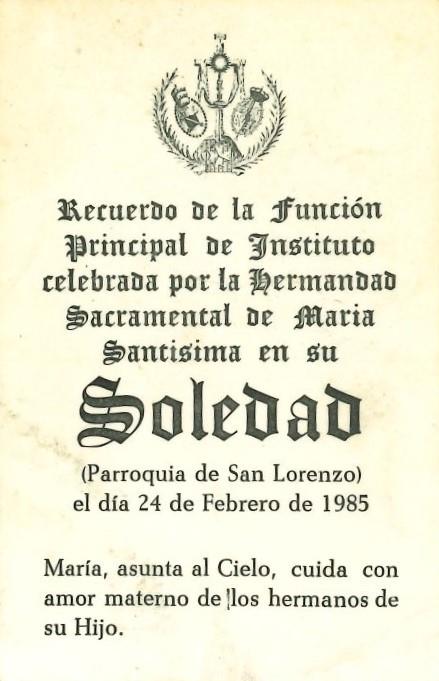 Recuerdo de la Función
Principal de Instituto
celebrada por la Hermandad
Sacramental de Maria
Santisima en su
Soledad
(Parroquia de San Lorenzo)
el día 24 de Febrero de 1985
María, asunta al Cielo, cuida con
amor materno de los hermanos de
su Hijo.